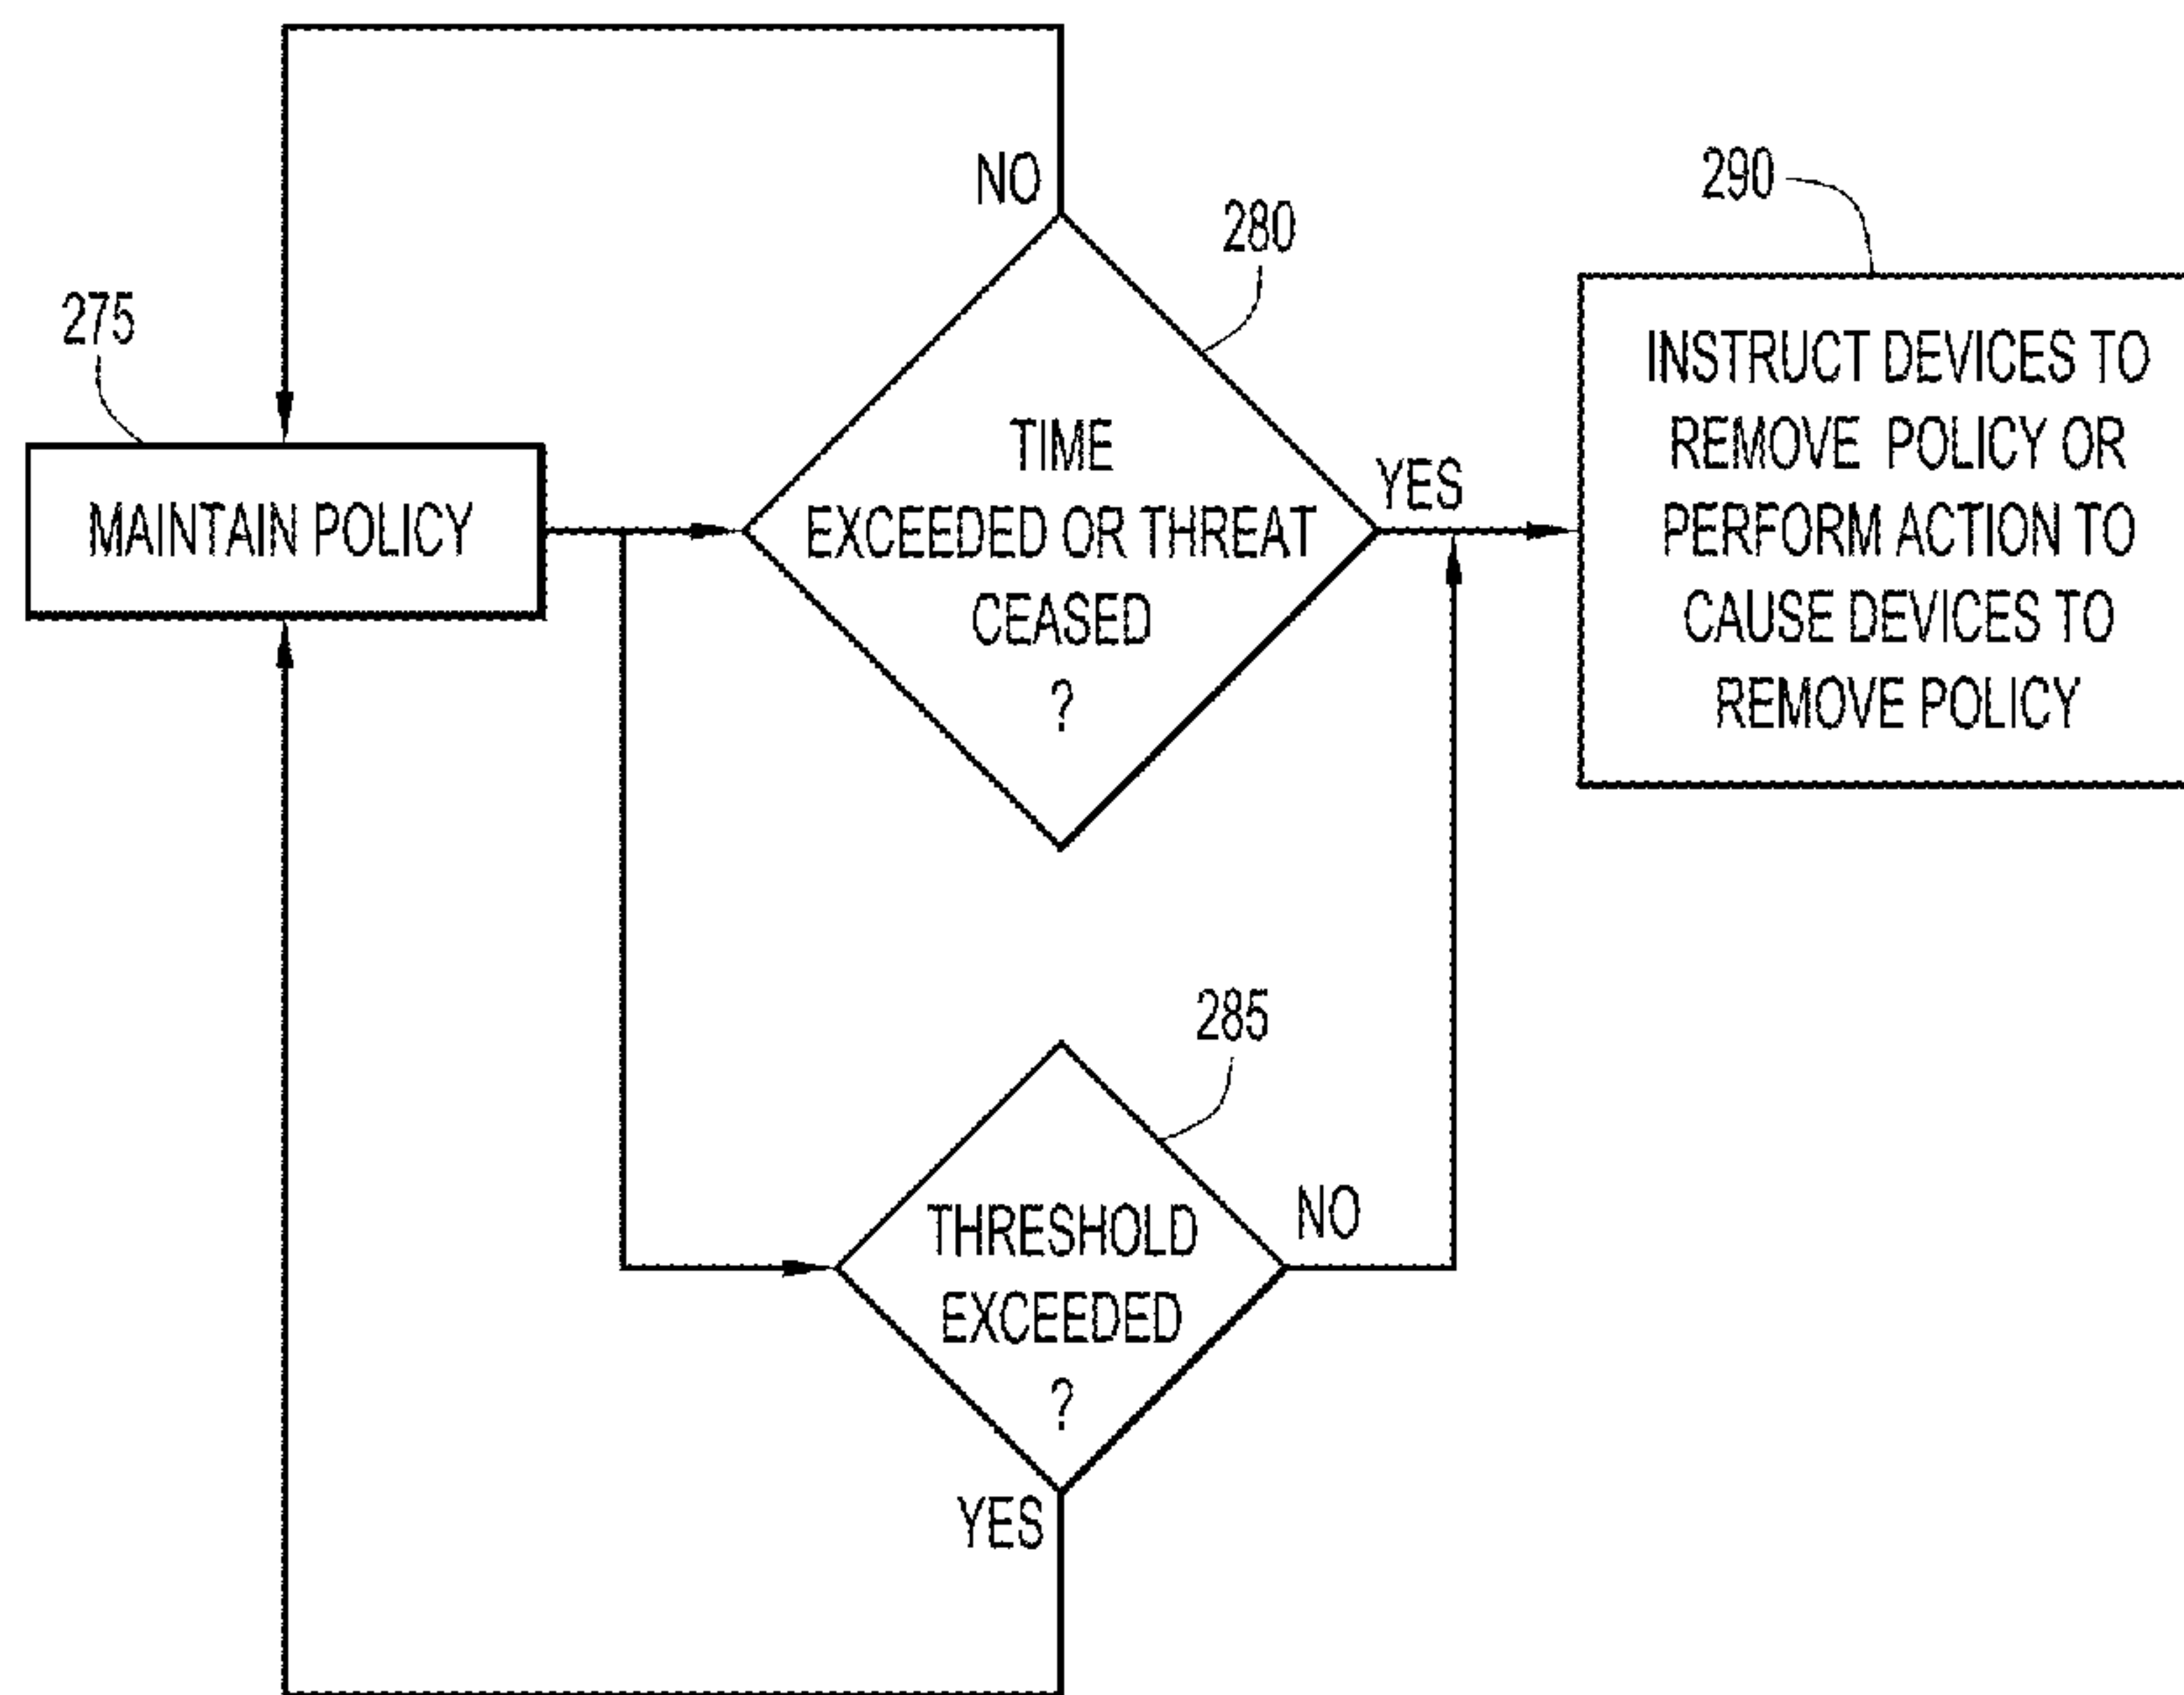 NO
290
280
275
INSTRUCT DEVICES TO
REMOVE POLICY OR
PERFORM ACTION TO
CAUSE DEVICES TO
REMOVE POLICY
TIME
EXCEEDED OR THREAT
CEASED
?
YES
MAINTAIN POLICY
285
THRESHOLD
EXCEEDED
?
NO
YES